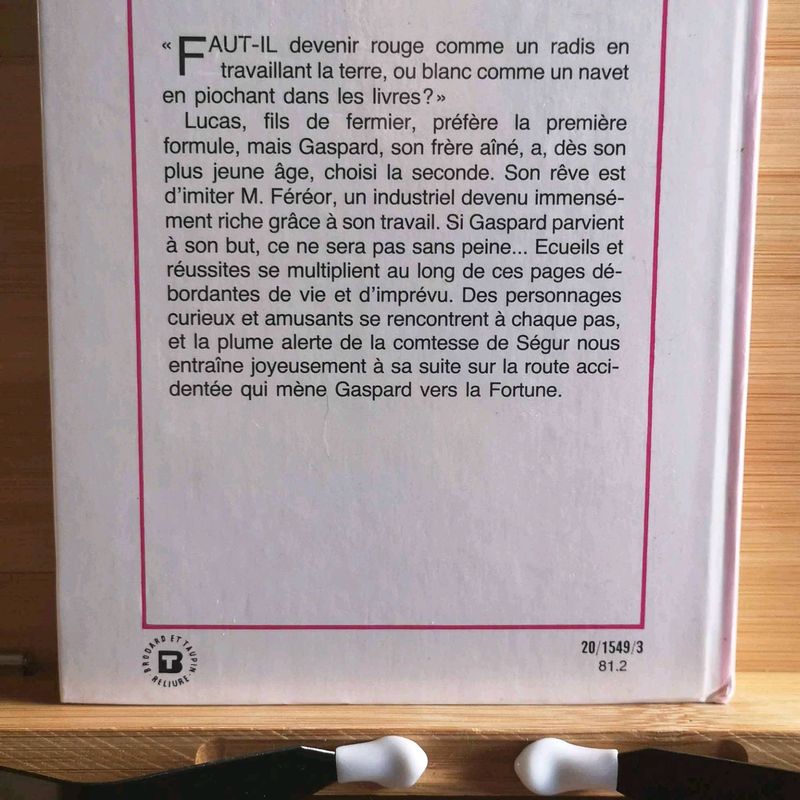 « FAUT-IL devenir rouge comme un radis en
travaillant la terre, ou blanc comme un navet
en piochant dans les livres?»
Lucas, fils de fermier, préfère la première
formule, mais Gaspard, son frère aîné, a, dès son
plus jeune âge, choisi la seconde. Son rêve est
d'imiter M. Féréor, un industriel devenu immensé-
ment riche grâce à son travail. Si Gaspard parvient
à son but, ce ne sera pas sans peine... Ecueils et
réussites se multiplient au long de ces pages dé-
bordantes de vie et d'imprévu. Des personnages
curieux et amusants se rencontrent à chaque pas,
et la plume alerte de la comtesse de Ségur nous
entraîne joyeusement à sa suite sur la route acci-
dentée qui mène Gaspard vers la Fortune.
BRODARD ET TAUPIN
RELIURE
20/1549/3
81.2